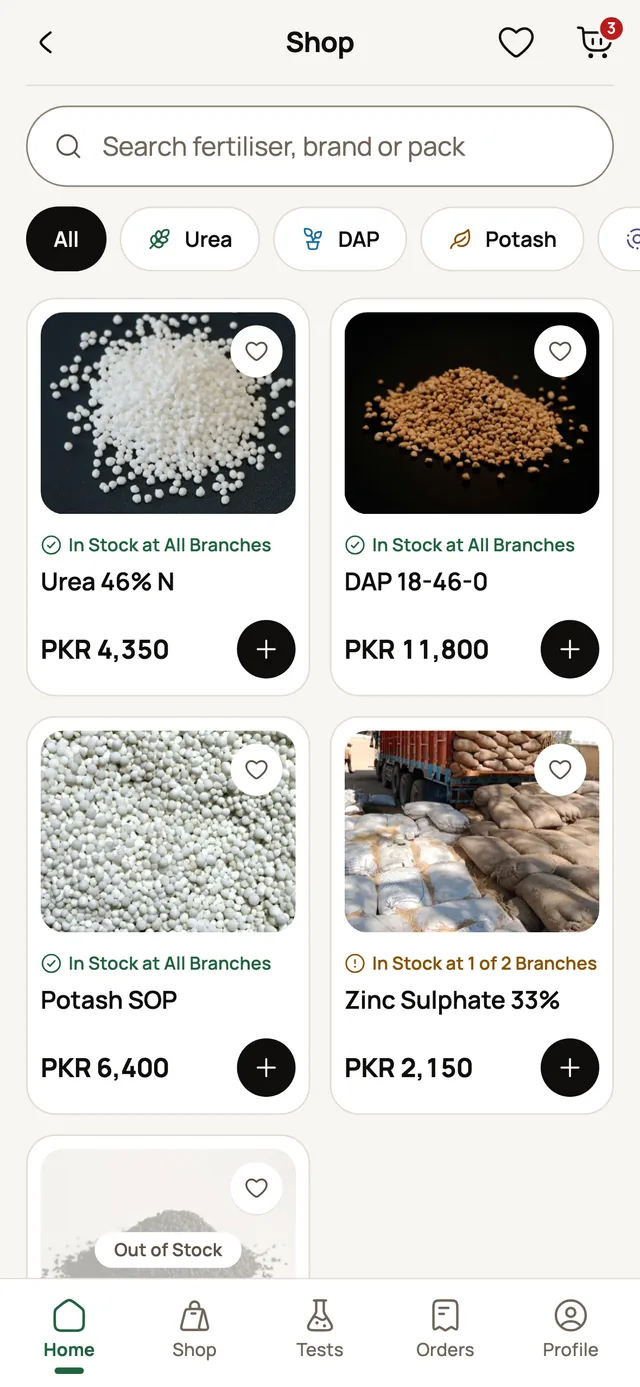 Shop
3
Search fertiliser, brand or pack
All
Urea
DAP
Potash
In Stock at All Branches
Urea 46% N
PKR 4,350
In Stock at All Branches
DAP 18-46-0
PKR 11,800
In Stock at All Branches
Potash SOP
PKR 6,400
In Stock at 1 of 2 Branches
Zinc Sulphate 33%
PKR 2,150
Out of Stock
Home
Shop
Tests
Orders
Profile